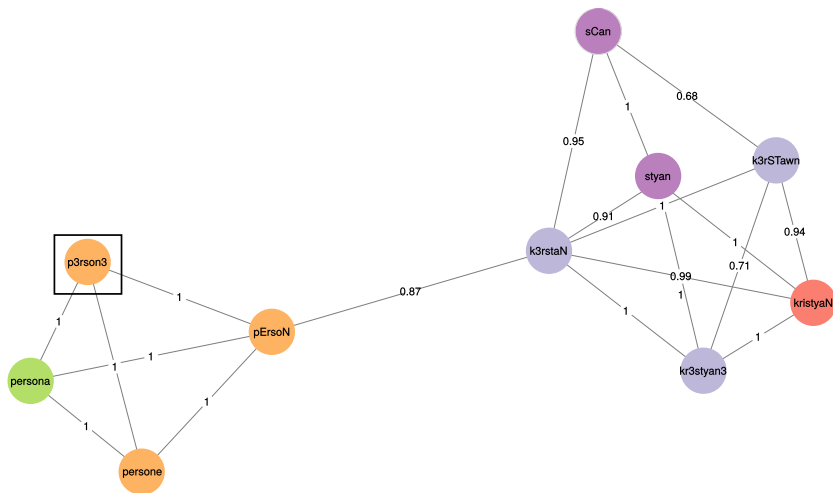 sCan
0.68
1
0.95
k3rSTawn
styan
1
0.91
0.94
1
k3rstaN
p3rson3
0.71
0.99
0.87
1
1
kristyaN
1
1
pErsoN
1
1
1
kr3styan3
persona
1
1
persone